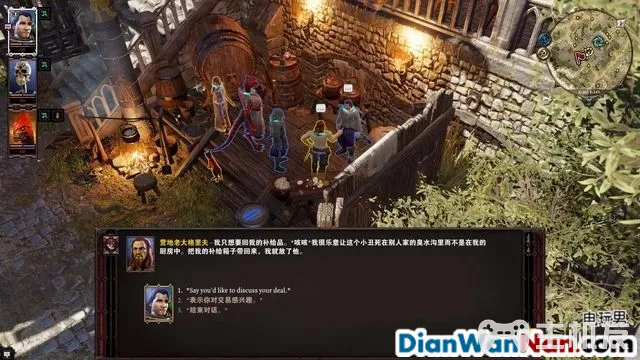 营地老大格里夫 - 我只想要回我的补给品。*咳咳*我很乐意让这个小丑死在别人家的臭水沟里而不是在我的
厨房中。把我的补给箱子带回来，我就放了他。
1. *Say you'd like to discuss your deal.*
2. "表示你对交易感兴趣。"
3. *结束对话。*
电玩男
DianWanNan.com